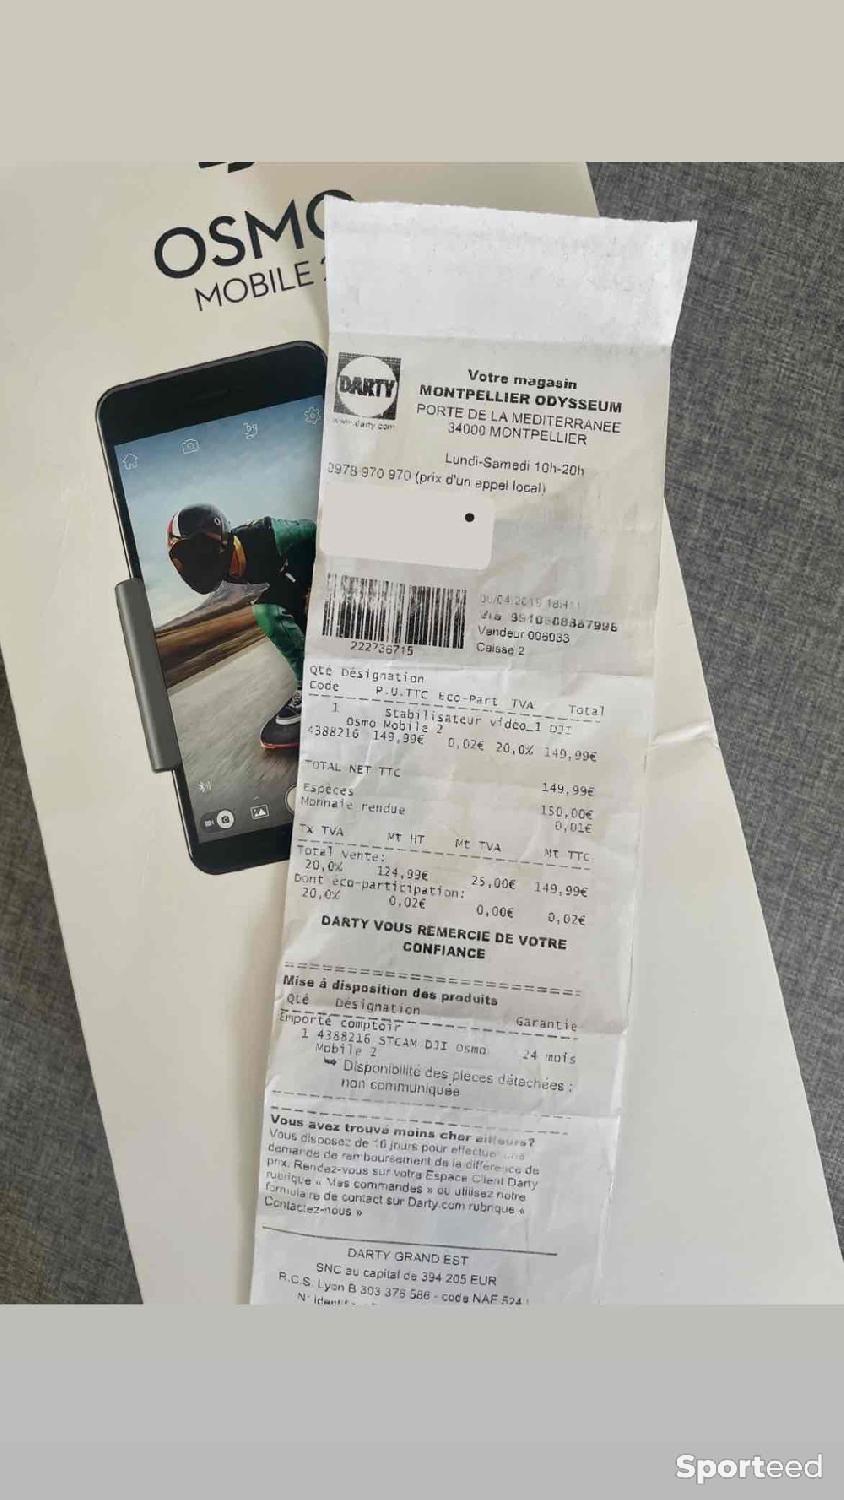 OSMO
MOBILE
DARTY
www.darty.com
Votre magasin
MONTPELLIER ODYSSEUM
PORTE DE LA MEDITERRANEE
34000 MONTPELLIER
Lundi-Samedi 10h-20h
0978 970 970 (prix d'un appel local)
222736715
Vendeur 006033
Caisse 2
Qté Désignation
Code P.U.TTC Eco-Part TVA Total
1 Stabilisateur vidéo_1 DJI
Osmo Mobile 2
4388216 149,99€ 0,02€ 20,0% 149,99€
TOTAL NET TTC 149,99€
Espèces 150,00€
Monnaie rendue 0,01€
Tx TVA Mt HT Mt TVA Mt TTC
Total vente:
20,0% 124,99€ 25,00€ 149,99€
Dont éco-participation:
20,0% 0,02€ 0,00€ 0,02€
DARTY VOUS REMERCIE DE VOTRE
CONFIANCE
Mise à disposition des produits
Qté Désignation Garantie
Emporté comptoir
1 4388216 STCAM DJI Osmo 24 mois
Mobile 2
➡ Disponibilité des pièces détachées :
non communiquée
Vous avez trouvé moins cher ailleurs?
Vous disposez de jours pour effectuer une
demande de remboursement de la différence de
prix. Rendez-vous sur votre Espace Client Darty
rubrique « Mes commandes » ou utilisez notre
formulaire de contact sur Darty.com rubrique «
Contactez-nous »
DARTY GRAND EST
SNC au capital de 394 205 EUR
R.C.S. Lyon B 303 376 586 - code NAF
Sporteed